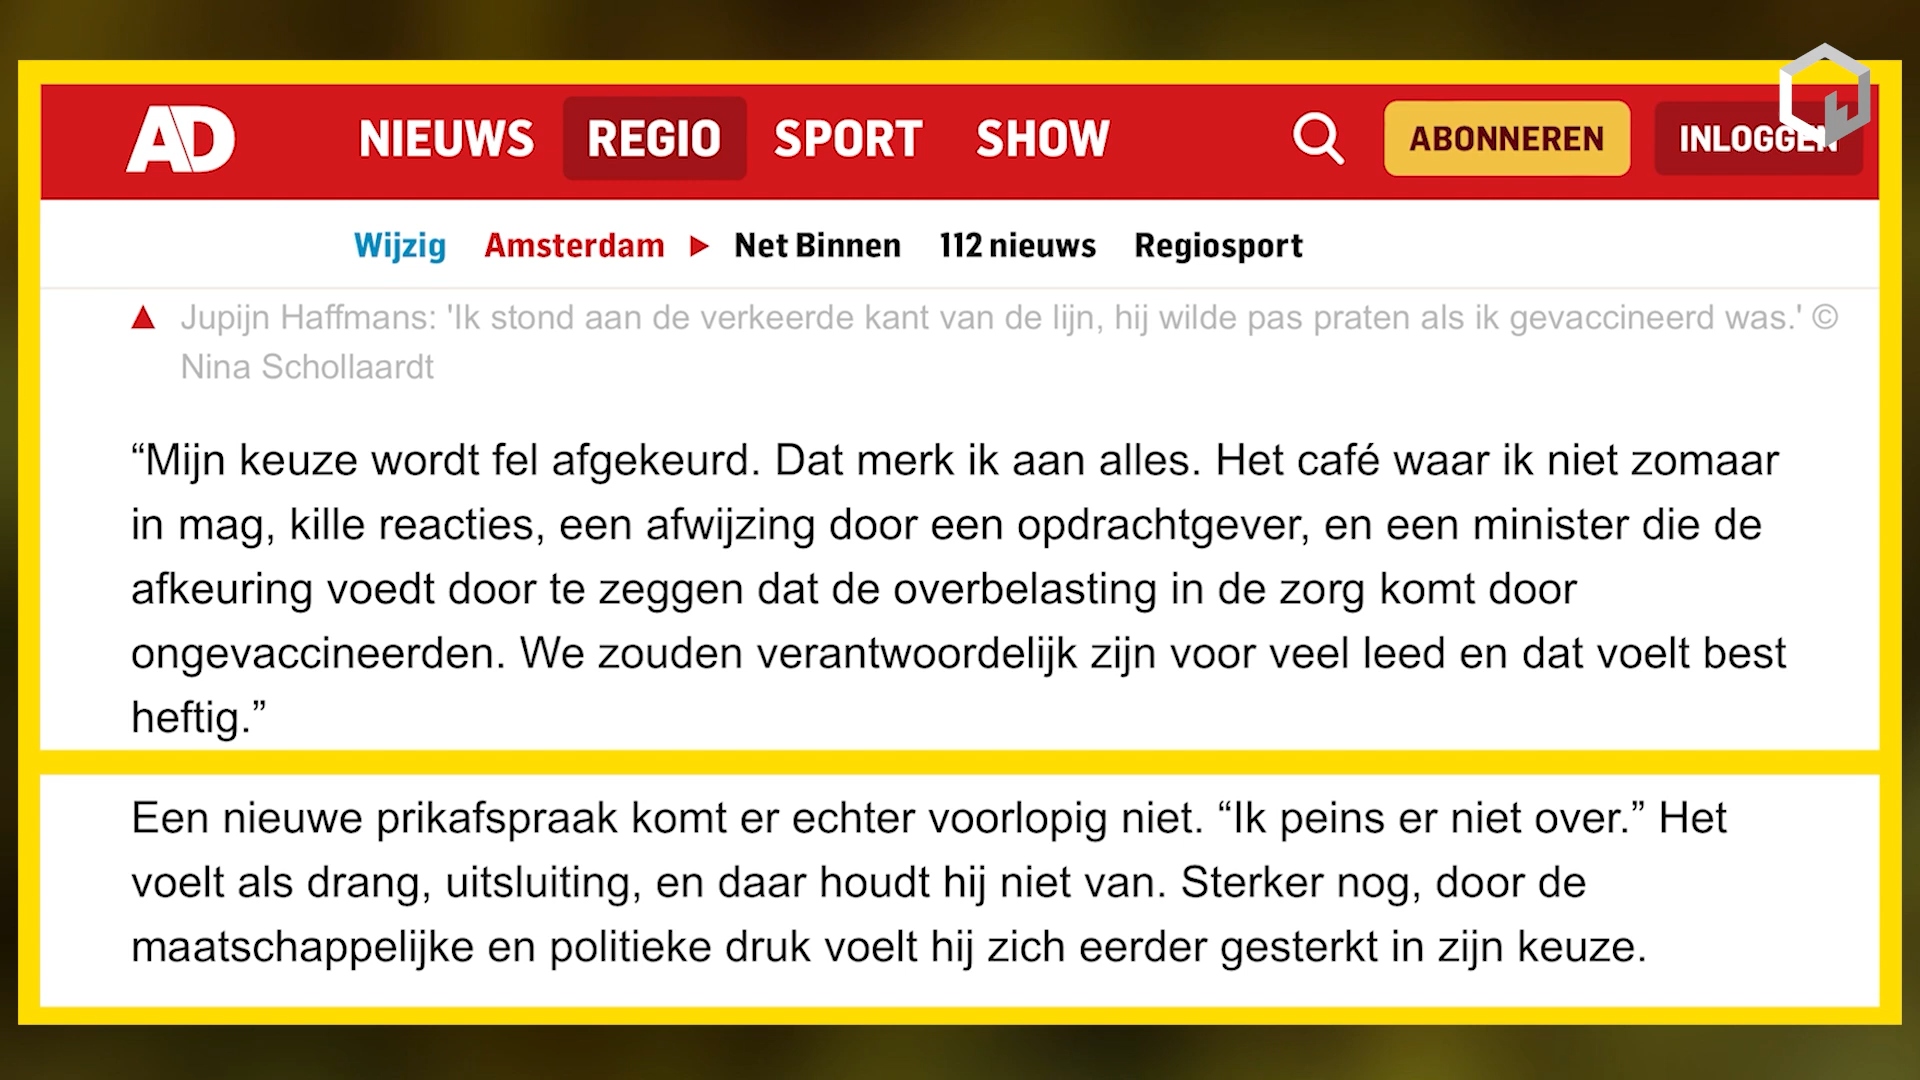 AD NIEUWS REGIO SPORT SHOW ABONNEREN INLOGGEN
Wijzig Amsterdam Net Binnen 112 nieuws Regiosport
Jupijn Haffmans: 'Ik stond aan de verkeerde kant van de lijn, hij wilde pas praten als ik gevaccineerd was.' ©
Nina Schollaardt
“Mijn keuze wordt fel afgekeurd. Dat merk ik aan alles. Het café waar ik niet zomaar
in mag, kille reacties, een afwijzing door een opdrachtgever, en een minister die de
afkeuring voedt door te zeggen dat de overbelasting in de zorg komt door
ongevaccineerden. We zouden verantwoordelijk zijn voor veel leed en dat voelt best
heftig.”
Een nieuwe prikafspraak komt er echter voorlopig niet. “Ik peins er niet over.” Het
voelt als drang, uitsluiting, en daar houdt hij niet van. Sterker nog, door de
maatschappelijke en politieke druk voelt hij zich eerder gesterkt in zijn keuze.